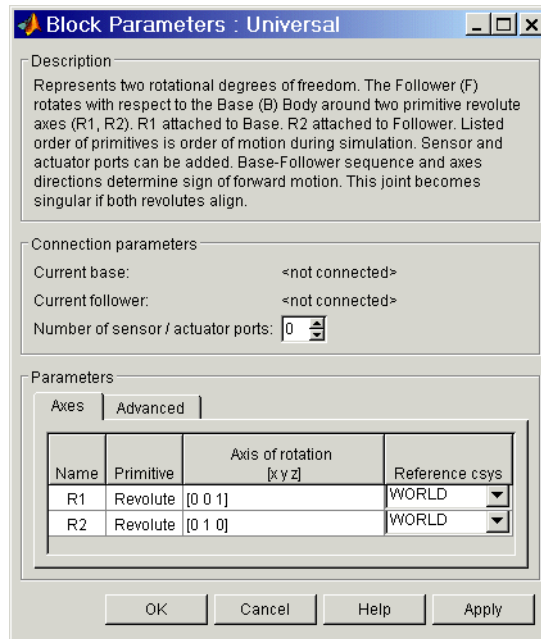 Block Parameters : Universal
Description
Represents two rotational degrees of freedom. The Follower (F)
rotates with respect to the Base (B) Body around two primitive revolute
axes (R1, R2). R1 attached to Base. R2 attached to Follower. Listed
order of primitives is order of motion during simulation. Sensor and
actuator ports can be added. Base-Follower sequence and axes
directions determine sign of forward motion. This joint becomes
singular if both revolutes align.
Connection parameters
Current base: <not connected>
Current follower: <not connected>
Number of sensor / actuator ports: 0
Parameters
Axes Advanced
Axis of rotation
Name Primitive [x y z] Reference csys
R1 Revolute [0 0 1] WORLD
R2 Revolute [0 1 0] WORLD
OK Cancel Help Apply